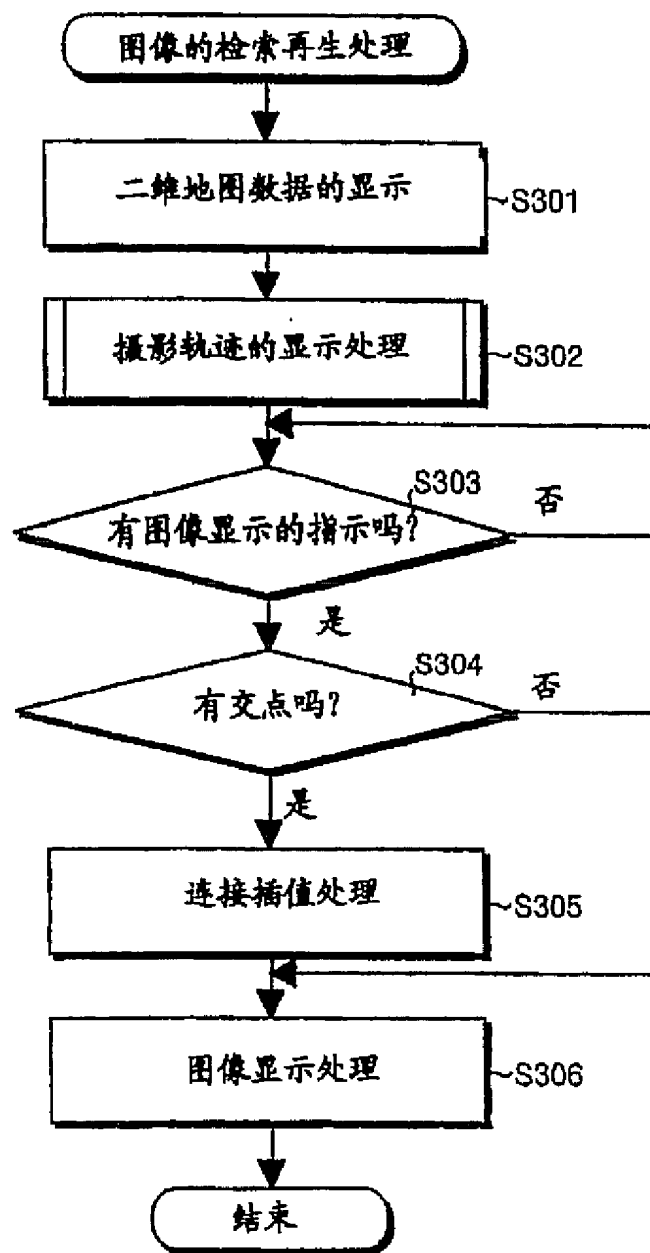 图像的检索再生处理
二维地图数据的显示
S301
摄影轨迹的显示处理
S302
S303
有图像显示的指示吗?
否
是
S304
有交点吗?
否
是
连接插值处理
S305
图像显示处理
S306
结束